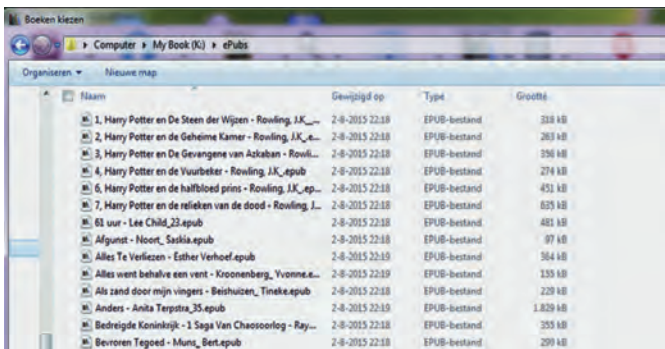 Boeken kiezen
Computer ▸ My Book (K:) ▸ ePubs
Organiseren ▾ Nieuwe map
Naam Gewijzigd op Type Grootte
1, Harry Potter en De Steen der Wijzen - Rowling, J.K_... 2-8-2015 22:18 EPUB-bestand 318 kB
2, Harry Potter en de Geheime Kamer - Rowling, J.K_.e... 2-8-2015 22:18 EPUB-bestand 263 kB
3, Harry Potter en De Gevangene van Azkaban - Rowli... 2-8-2015 22:18 EPUB-bestand 356 kB
4, Harry Potter en de Vuurbeker - Rowling, J.K_.epub 2-8-2015 22:18 EPUB-bestand 274 kB
6, Harry Potter en de halfbloed prins - Rowling, J.K_.ep... 2-8-2015 22:18 EPUB-bestand 451 kB
7, Harry Potter en de relieken van de dood - Rowling, J... 2-8-2015 22:18 EPUB-bestand 635 kB
61 uur - Lee Child_23.epub 2-8-2015 22:18 EPUB-bestand 481 kB
Afgunst - Noort_ Saskia.epub 2-8-2015 22:18 EPUB-bestand 97 kB
Alles Te Verliezen - Esther Verhoef.epub 2-8-2015 22:19 EPUB-bestand 364 kB
Alles went behalve een vent - Kroonenberg_ Yvonne.e... 2-8-2015 22:19 EPUB-bestand 155 kB
Als zand door mijn vingers - Beishuizen_ Tineke.epub 2-8-2015 22:18 EPUB-bestand 229 kB
Anders - Anita Terpstra_35.epub 2-8-2015 22:19 EPUB-bestand 1.829 kB
Bedreigde Koninkrijk - 1 Saga Van Chaosoorlog - Ray... 2-8-2015 22:18 EPUB-bestand 355 kB
Bevroren Tegoed - Muns_ Bert.epub 2-8-2015 22:18 EPUB-bestand 299 kB